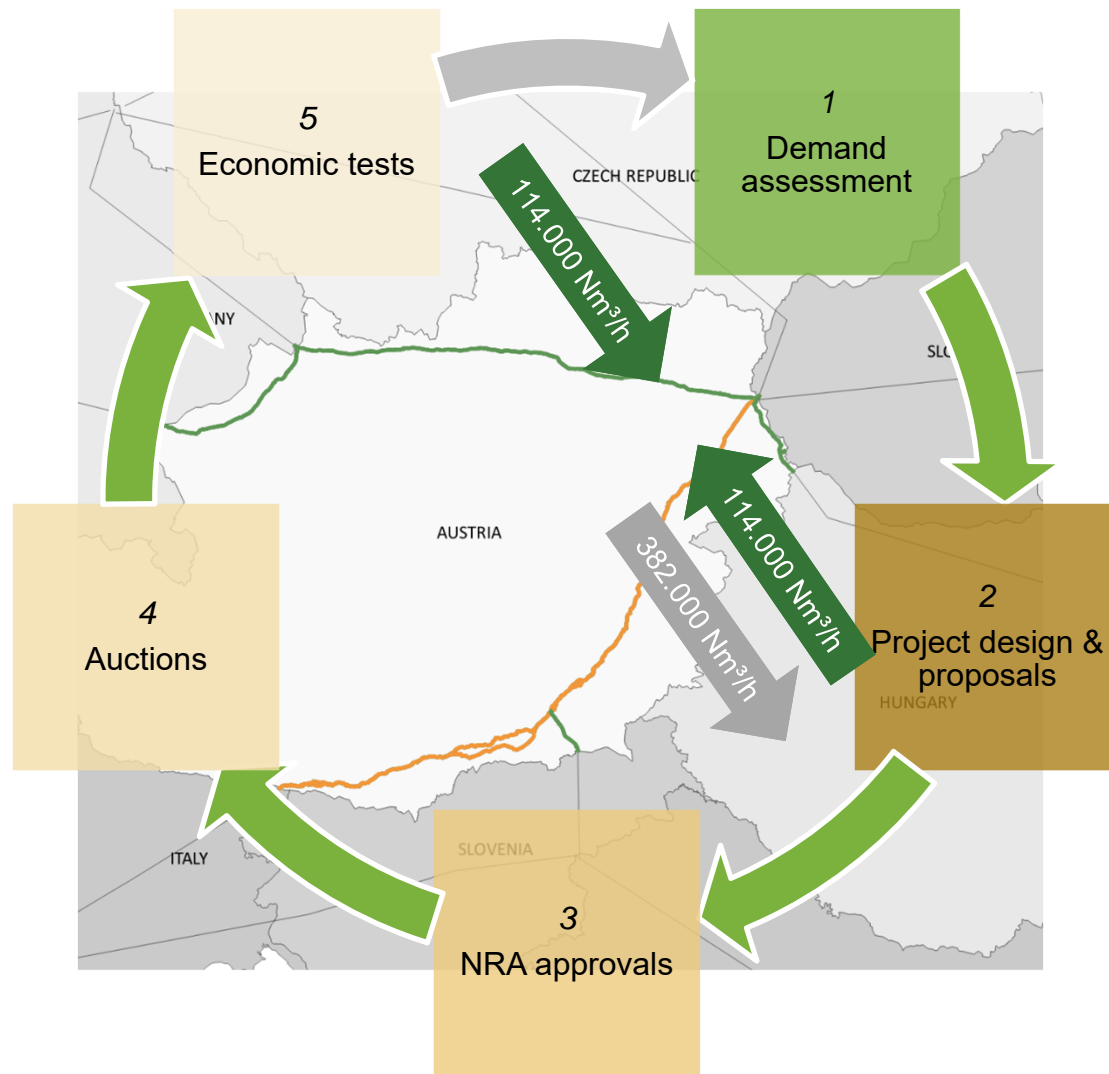 5
Economic tests
1
Demand
assessment
CZECH REPUBLIC
114.000 Nm³/h
NY
SLO
AUSTRIA
114.000 Nm³/h
382.000 Nm³/h
4
Auctions
2
Project design &
proposals
HUNGARY
SLOVENIA
ITALY
3
NRA approvals